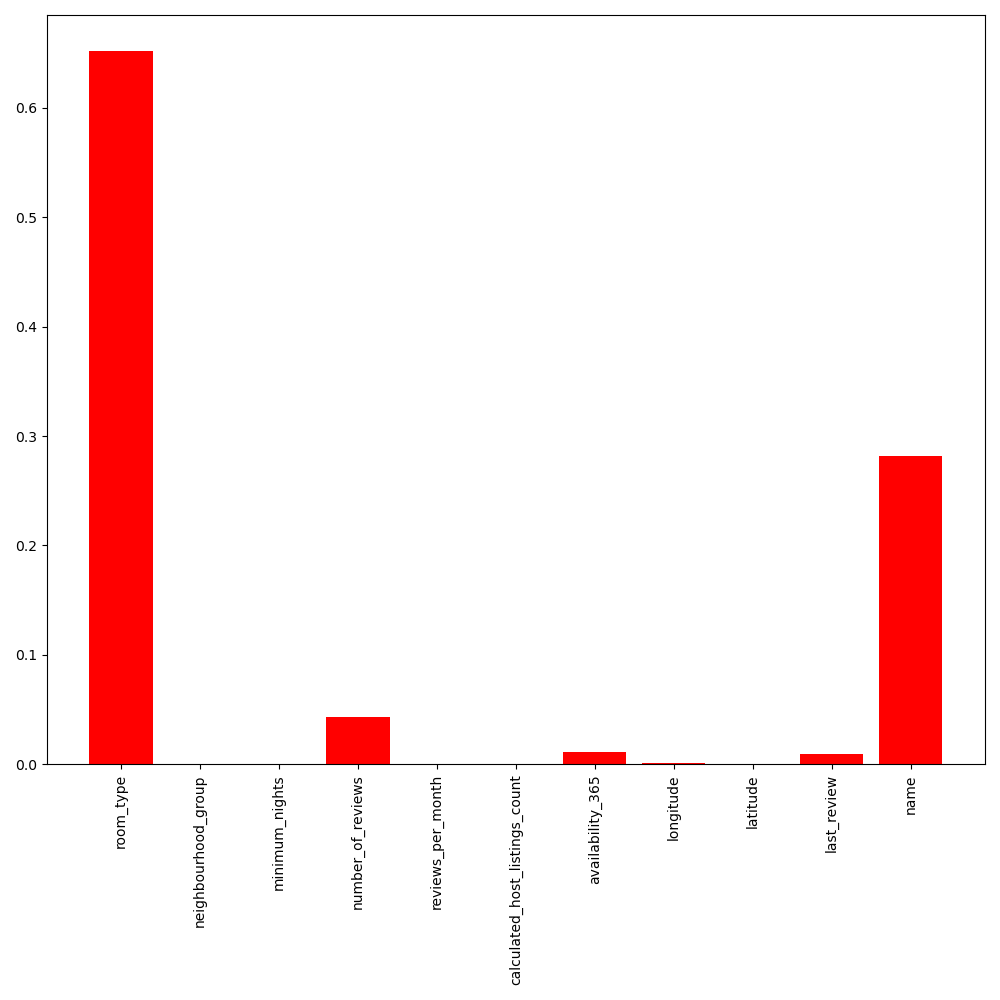 0.6
0.5
0.4
0.3
0.2
0.1
0.0
room_type
neighbourhood_group
minimum_nights
number_of_reviews
reviews_per_month
calculated_host_listings_count
availability_365
longitude
latitude
last_review
name